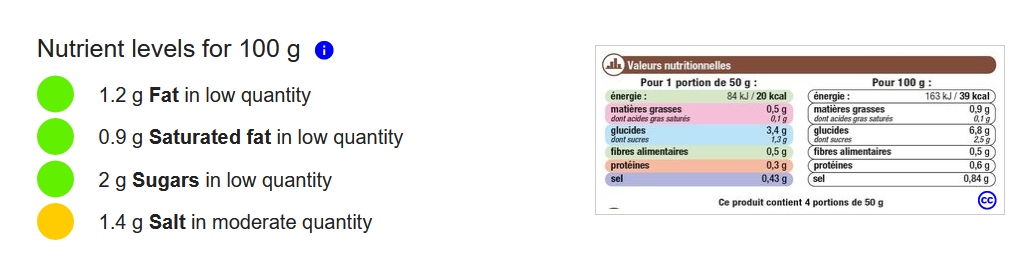 Nutrient levels for 100 g i
1.2 g Fat in low quantity
0.9 g Saturated fat in low quantity
2 g Sugars in low quantity
1.4 g Salt in moderate quantity
Valeurs nutritionnelles
Pour 1 portion de 50 g :
énergie : 84 kJ / 20 kcal
matières grasses 0,5 g
dont acides gras saturés 0,1 g
glucides 3,4 g
dont sucres 1,3 g
fibres alimentaires 0,5 g
protéines 0,3 g
sel 0,43 g
Pour 100 g :
énergie : 163 kJ / 39 kcal
matières grasses 0,9 g
dont acides gras saturés 0,1 g
glucides 6,8 g
dont sucres 2,5 g
fibres alimentaires 0,5 g
protéines 0,6 g
sel 0,84 g
Ce produit contient 4 portions de 50 g
cc